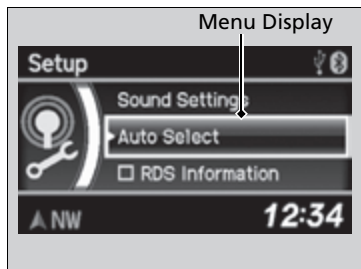 Menu Display
Setup
Sound Settings
Auto Select
RDS Information
NW
12:34